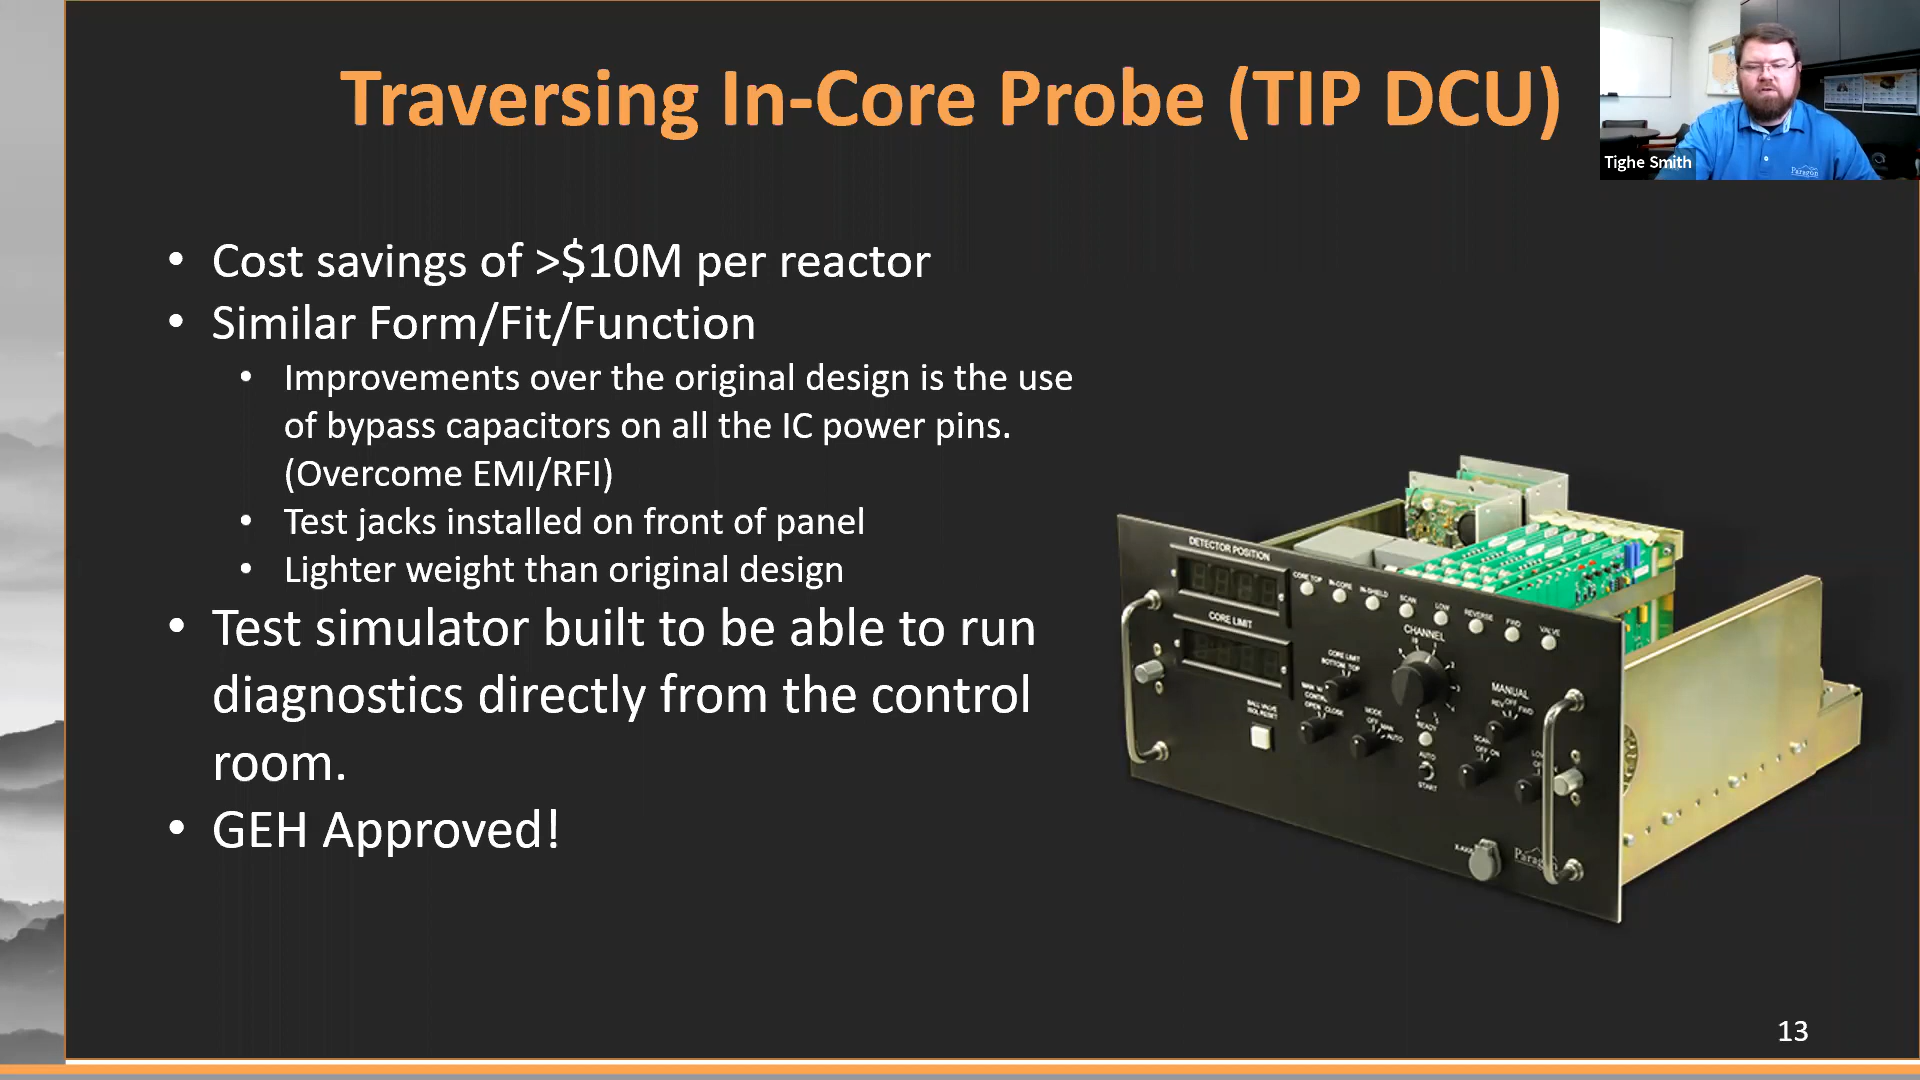 Traversing In-Core Probe (TIP DCU)
Tighe Smith
Paragon
• Cost savings of >$10M per reactor
• Similar Form/Fit/Function
• Improvements over the original design is the use
of bypass capacitors on all the IC power pins.
(Overcome EMI/RFI)
• Test jacks installed on front of panel
• Lighter weight than original design
• Test simulator built to be able to run
diagnostics directly from the control
room.
• GEH Approved!
DETECTOR POSITION
CORE TOP
IN-CORE
IN-SHIELD
SCAN
LOW
REVERSE
FWD
VALVE
CORE LIMIT
CHANNEL
CORE LIMIT
BOTTOM TOP
MANUAL
OFF
REV FWD
OPEN CLOSE
MODE
OFF MAN
AUTO
READY
OFF ON
AUTO
START
13